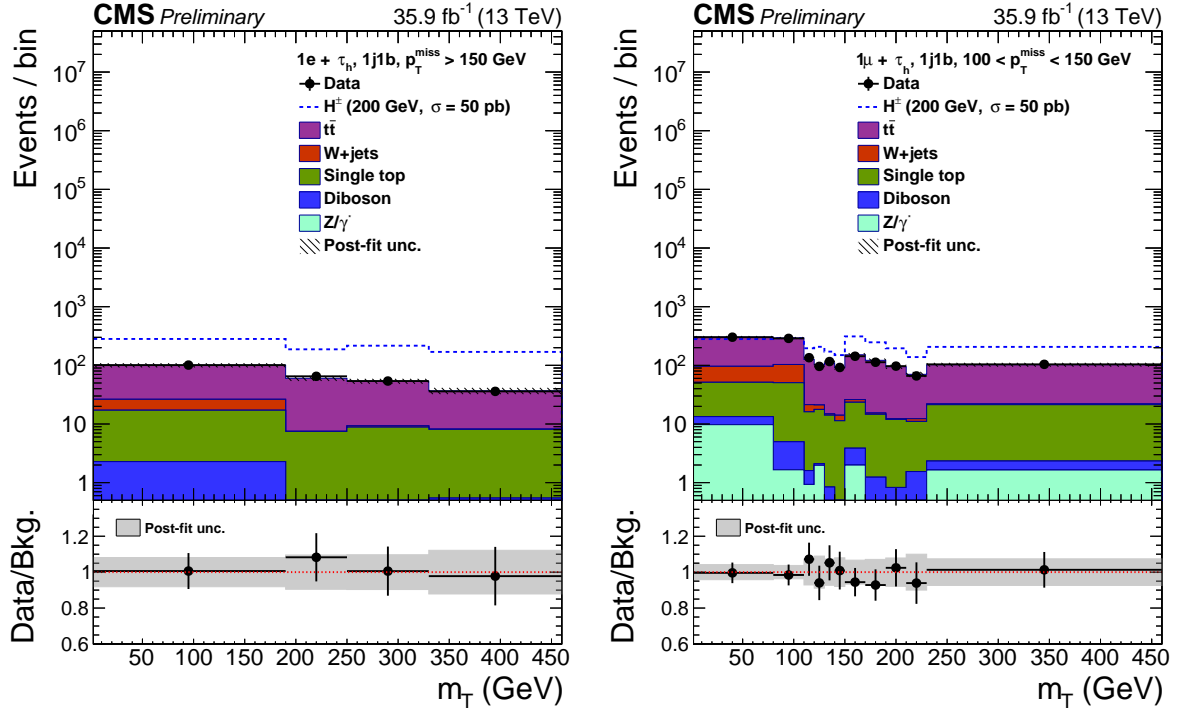 CMS Preliminary 35.9 fb⁻¹ (13 TeV)
Events / bin
10⁷
10⁶
10⁵
10⁴
10³
10²
10
1
1e + τₕ, 1j1b, p_T^miss > 150 GeV
Data
H± (200 GeV, σ = 50 pb)
tt̄
W+jets
Single top
Diboson
Z/γ*
Post-fit unc.
Data/Bkg.
1.2
1
0.8
0.6
Post-fit unc.
50 100 150 200 250 300 350 400 450
m_T (GeV)
CMS Preliminary 35.9 fb⁻¹ (13 TeV)
Events / bin
10⁷
10⁶
10⁵
10⁴
10³
10²
10
1
1μ + τₕ, 1j1b, 100 < p_T^miss < 150 GeV
Data
H± (200 GeV, σ = 50 pb)
tt̄
W+jets
Single top
Diboson
Z/γ*
Post-fit unc.
Data/Bkg.
1.2
1
0.8
0.6
Post-fit unc.
50 100 150 200 250 300 350 400 450
m_T (GeV)